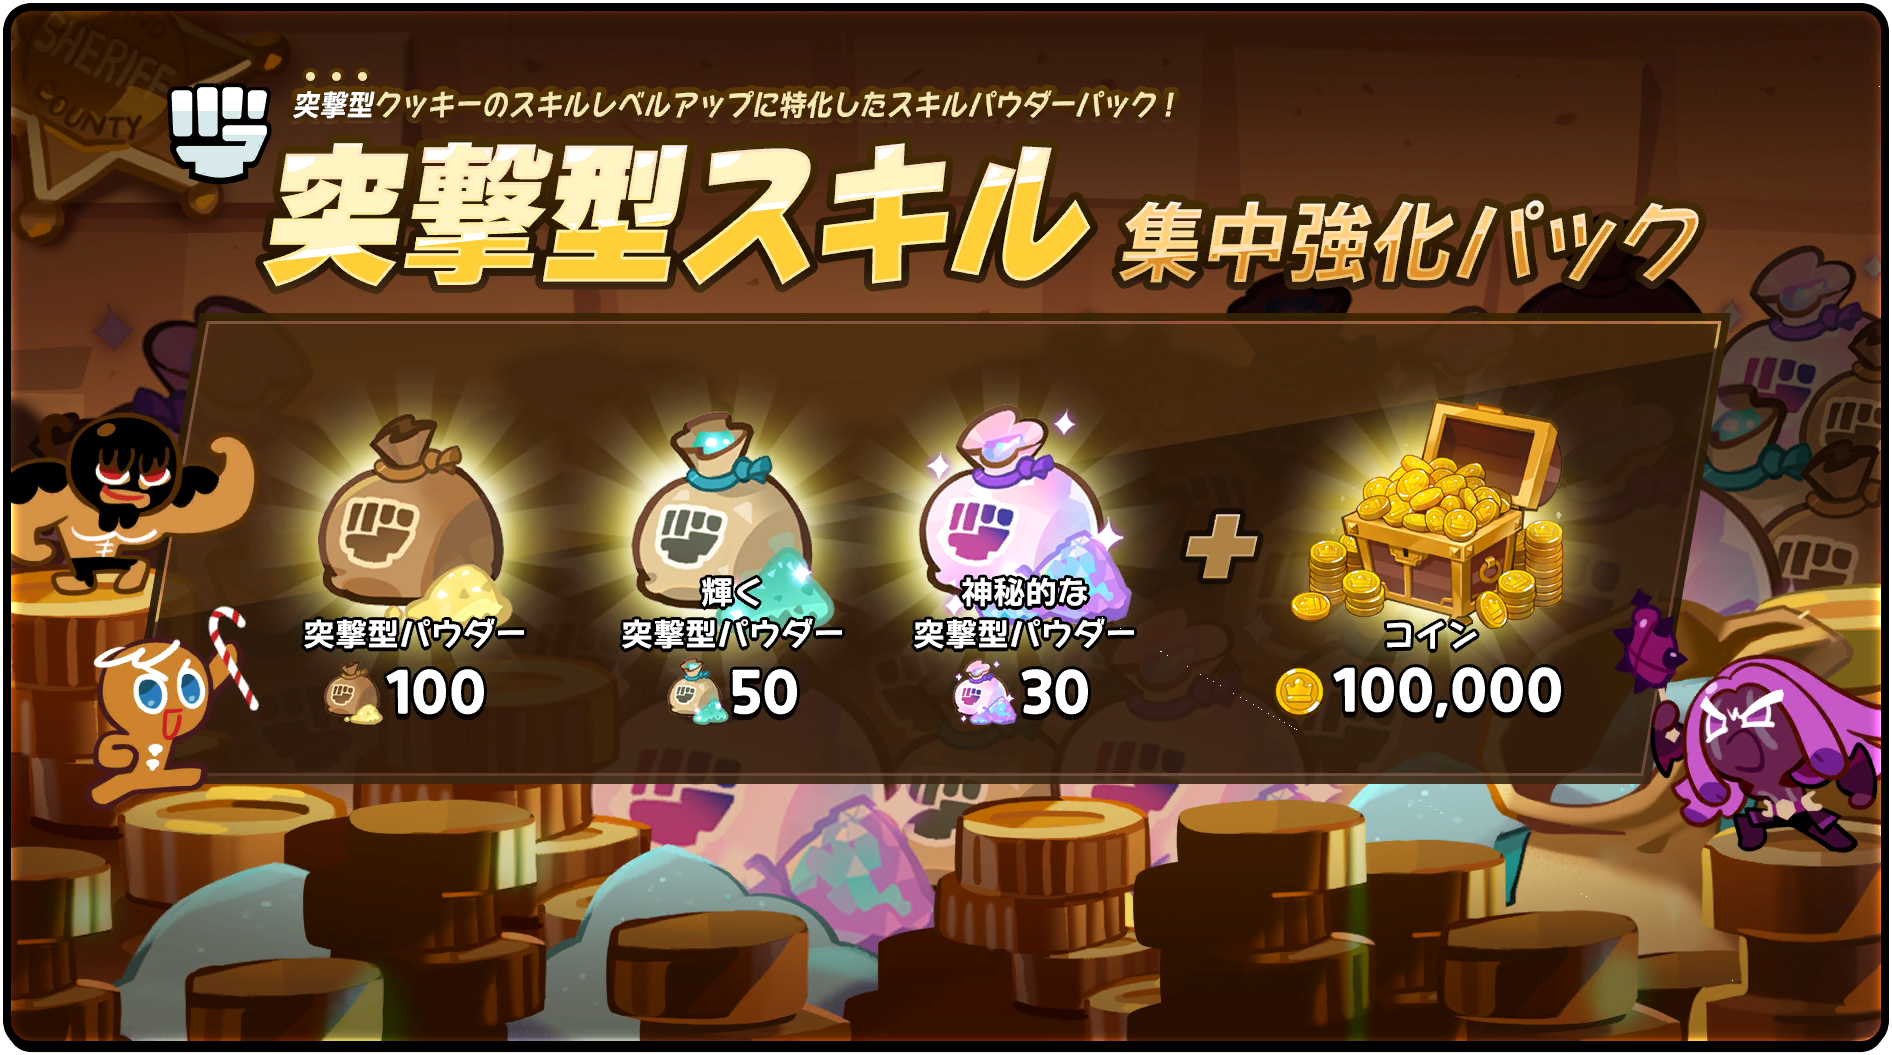 SHERIFF
COUNTY
突撃型クッキーのスキルレベルアップに特化したスキルパウダーパック！
突撃型スキル 集中強化パック
突撃型パウダー
100
輝く
突撃型パウダー
50
神秘的な
突撃型パウダー
30
コイン
100,000